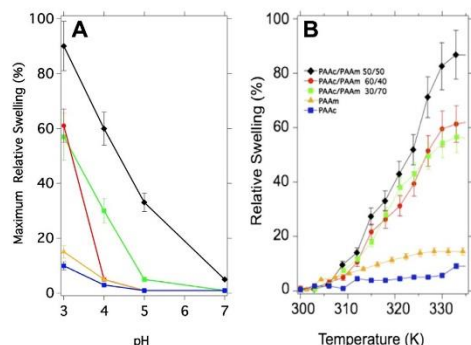 A
Maximum Relative Swelling (%)
100
80
60
40
20
0
3 4 5 6 7
pH
B
Relative Swelling (%)
100
80
60
40
20
0
PAAc/PAAm 50/50
PAAc/PAAm 60/40
PAAc/PAAm 30/70
PAAm
PAAc
300 310 320 330
Temperature (K)